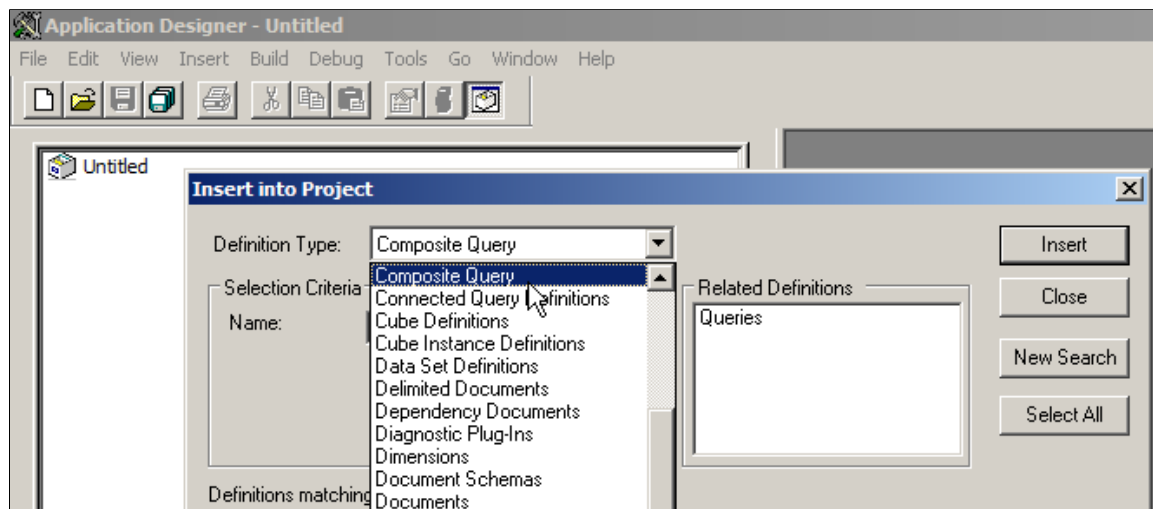 Application Designer - Untitled
File Edit View Insert Build Debug Tools Go Window Help
Untitled
Insert into Project
Definition Type: Composite Query
Insert
Composite Query
Selection Criteria
Related Definitions
Close
Connected Query Definitions
Name:
Queries
Cube Definitions
Cube Instance Definitions
New Search
Data Set Definitions
Delimited Documents
Dependency Documents
Select All
Diagnostic Plug-Ins
Dimensions
Document Schemas
Definitions matching
Documents